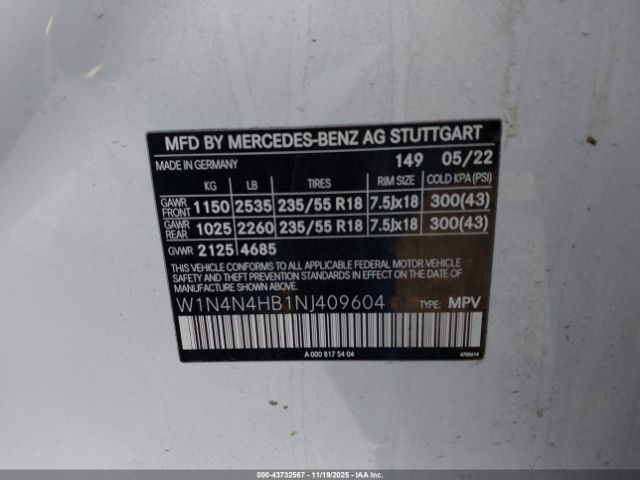 MFD BY MERCEDES-BENZ AG STUTTGART
MADE IN GERMANY 149 05/22
KG LB TIRES RIM SIZE COLD KPA (PSI)
GAWR FRONT 1150 2535 235/55 R18 7.5Jx18 300(43)
GAWR REAR 1025 2260 235/55 R18 7.5Jx18 300(43)
GVWR 2125 4685
THIS VEHICLE CONFORMS TO ALL APPLICABLE FEDERAL MOTOR VEHICLE
SAFETY AND THEFT PREVENTION STANDARDS IN EFFECT ON THE DATE OF
MANUFACTURE SHOWN ABOVE.
W1N4N4HB1NJ409604 TYPE: MPV
A 000 817 54 04
000-43732567 - 11/19/2025 - IAAI.COM